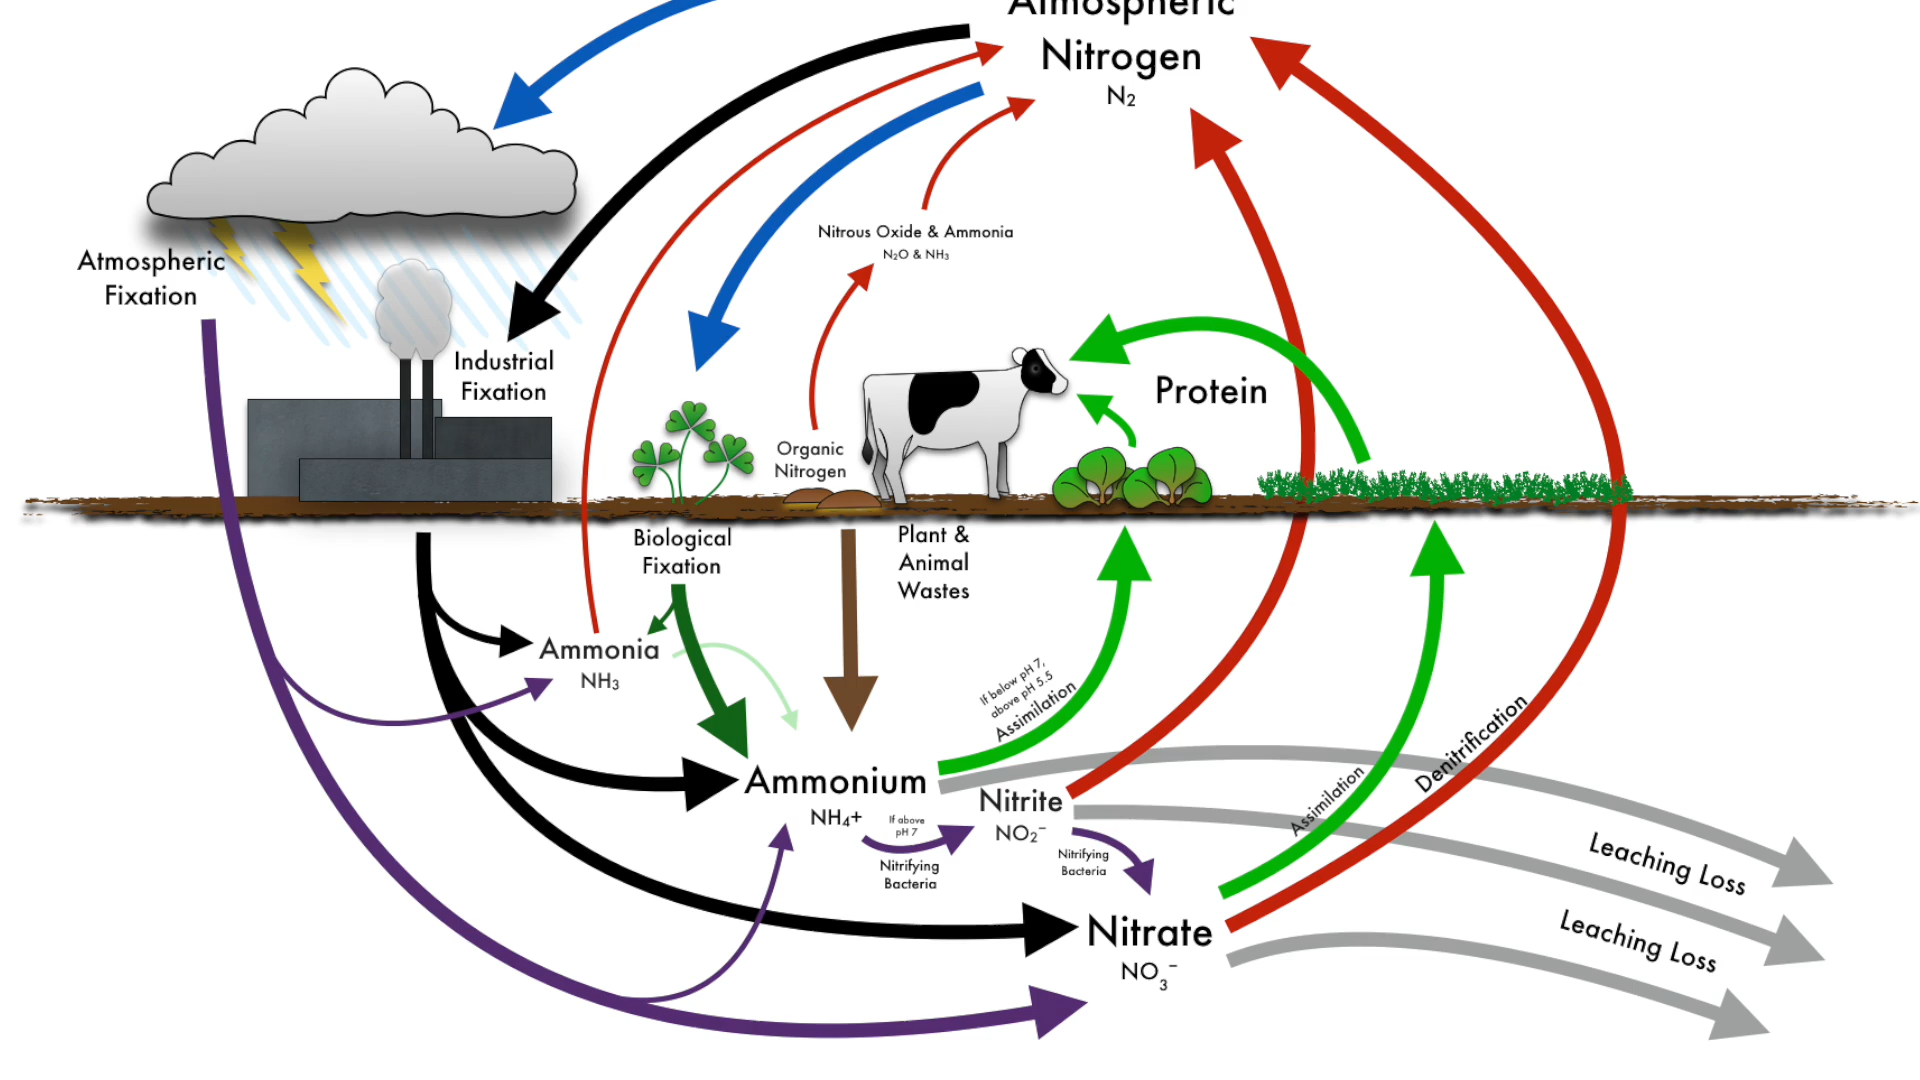 Atmospheric
Nitrogen
N₂
Nitrous Oxide & Ammonia
N₂O & NH₃
Atmospheric
Fixation
Industrial
Fixation
Protein
Organic
Nitrogen
Biological
Fixation
Plant &
Animal
Wastes
Ammonia
NH₃
If below pH 7,
above pH 5.5
Assimilation
Denitrification
Assimilation
Ammonium
NH₄+
If above
pH 7
Nitrifying
Bacteria
Nitrite
NO₂⁻
Nitrifying
Bacteria
Leaching Loss
Leaching Loss
Nitrate
NO₃⁻